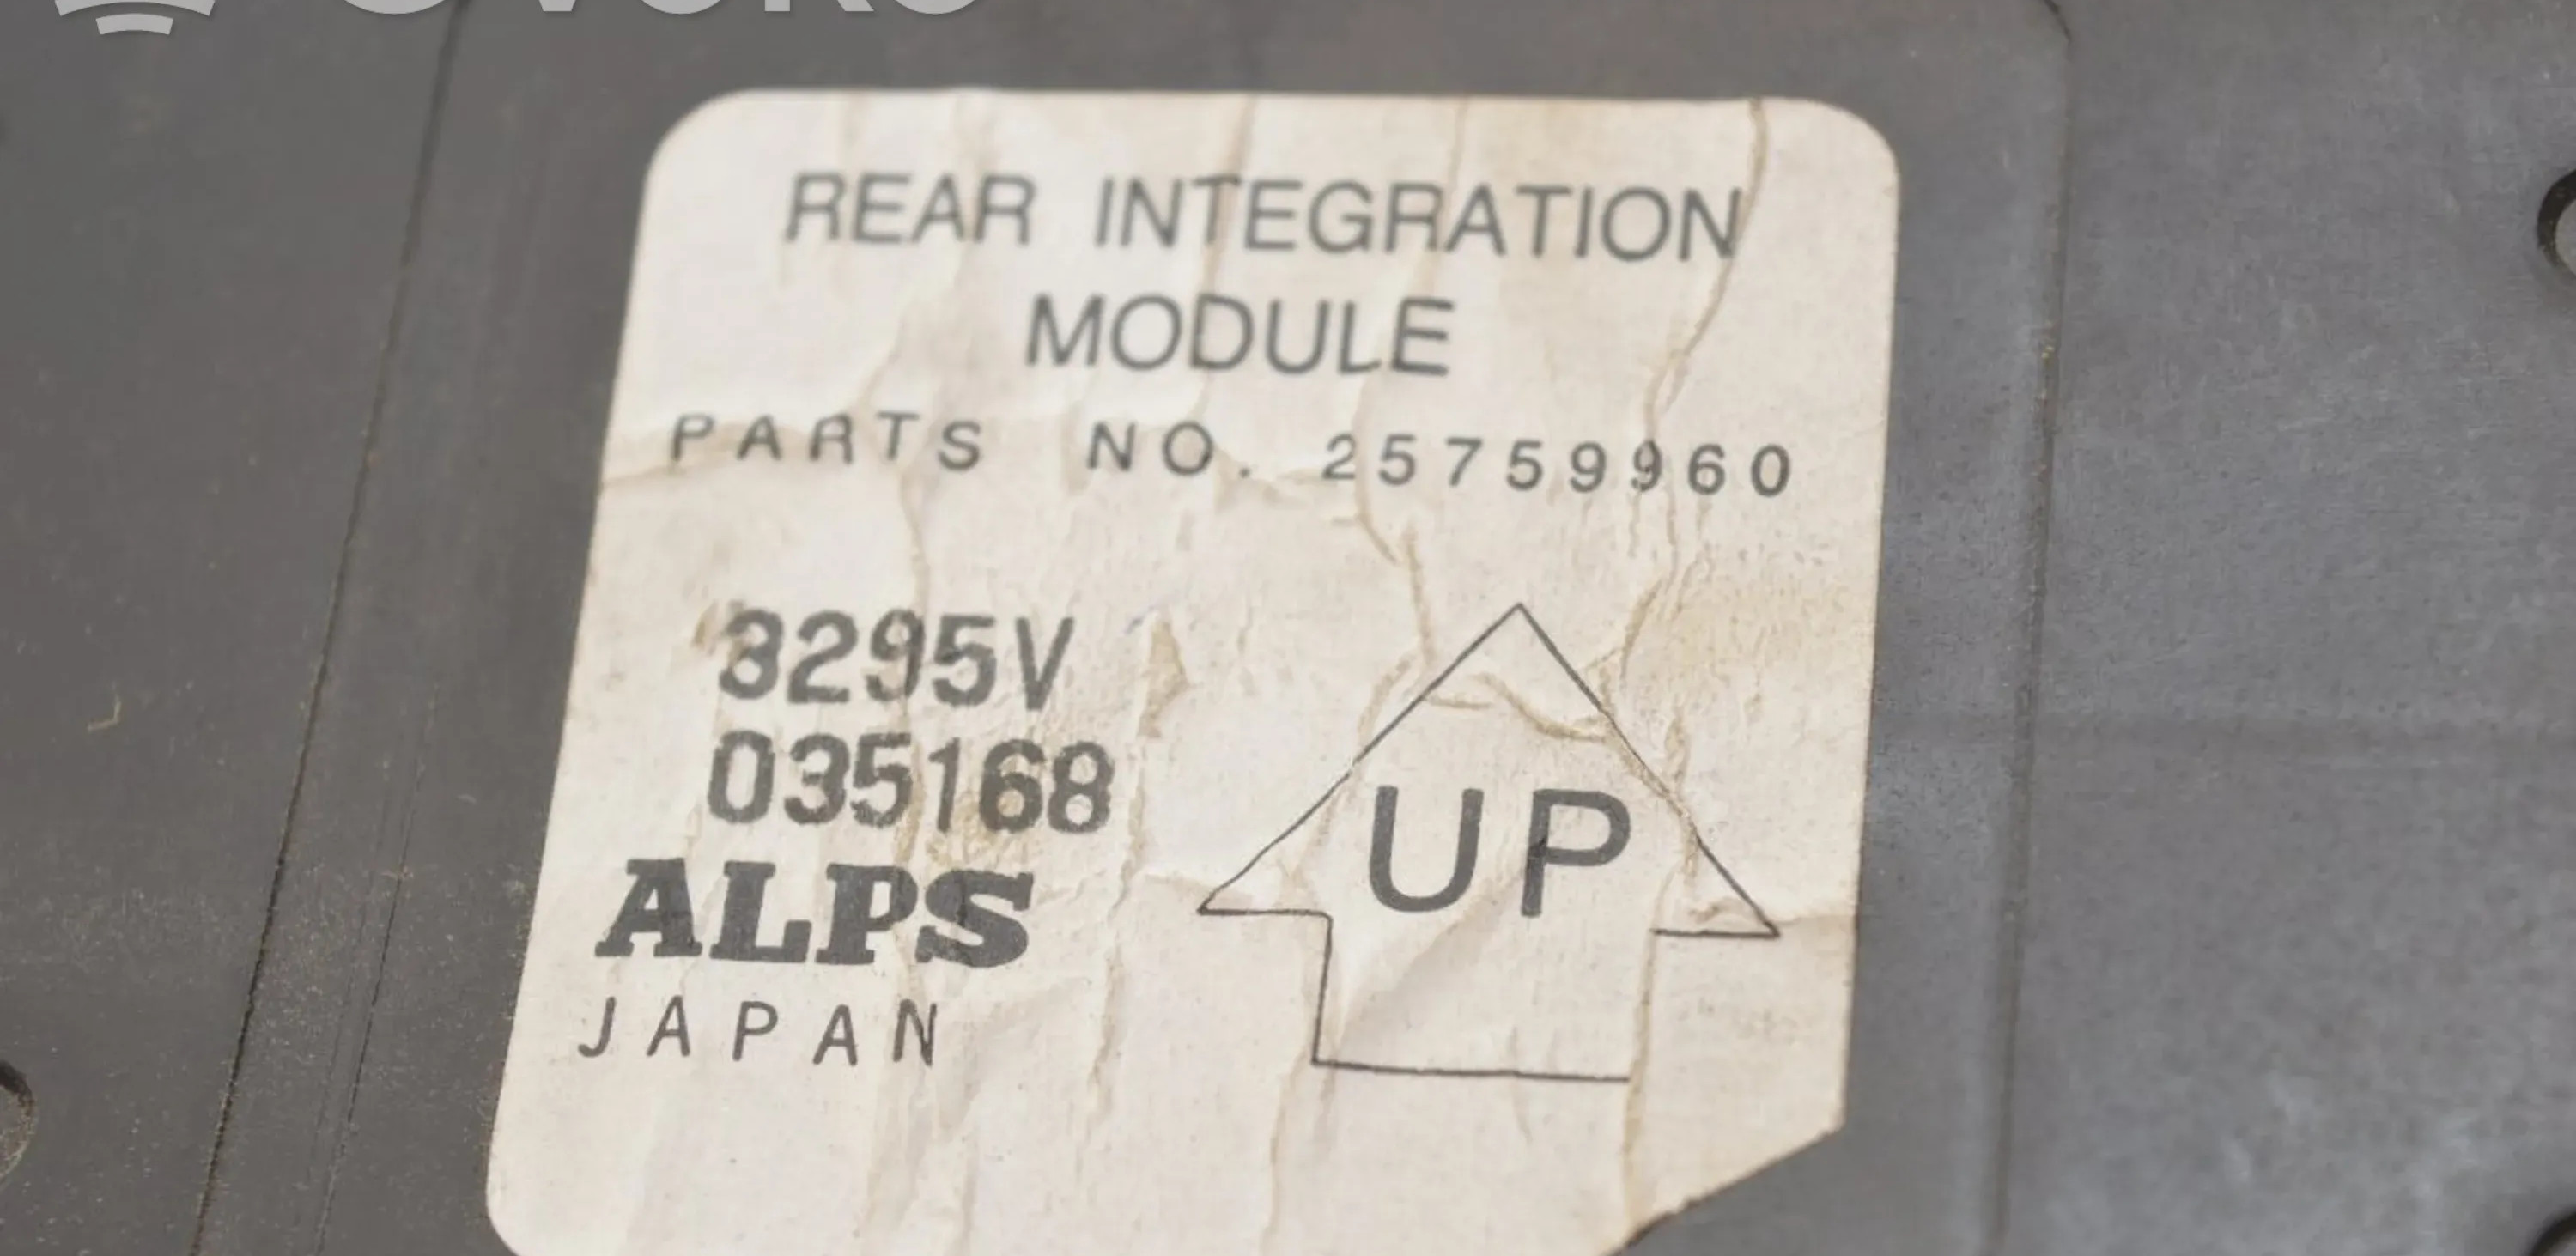 REAR INTEGRATION
MODULE
PARTS NO. 25759960
3295V
035168
ALPS
JAPAN
UP